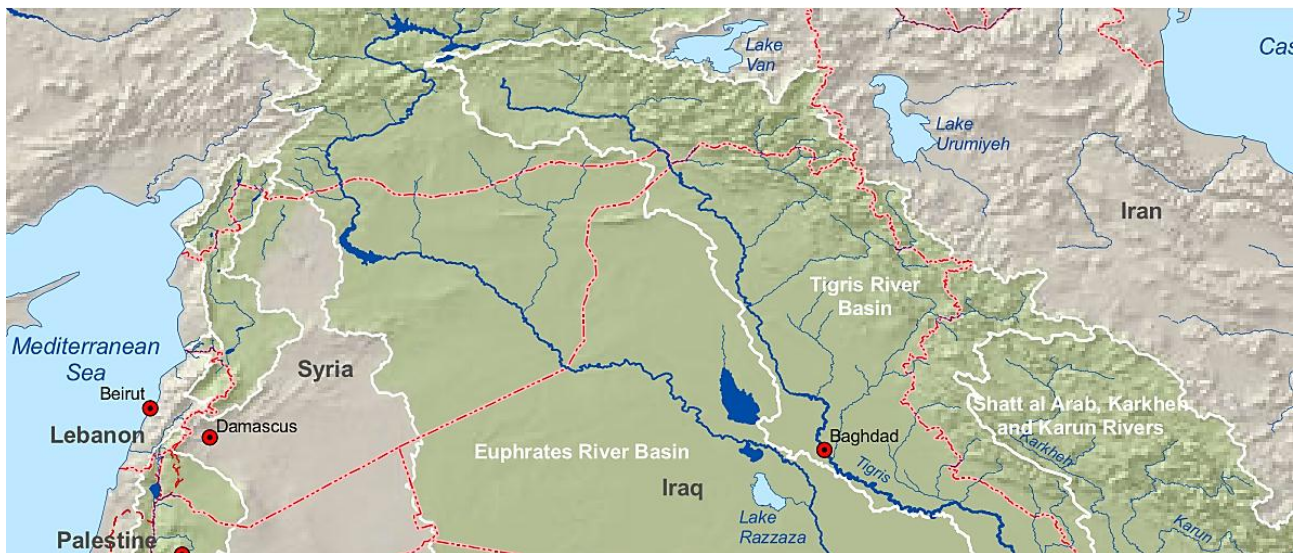 Lake
Van
Cas
Lake
Urumiyeh
Iran
Tigris River
Basin
Mediterranean
Sea
Syria
Beirut
Lebanon
Damascus
Shatt al Arab, Karkheh
and Karun Rivers
Karkheh
Baghdad
Euphrates River Basin
Tigris
Iraq
Lake
Razzaza
Karun
Palestine